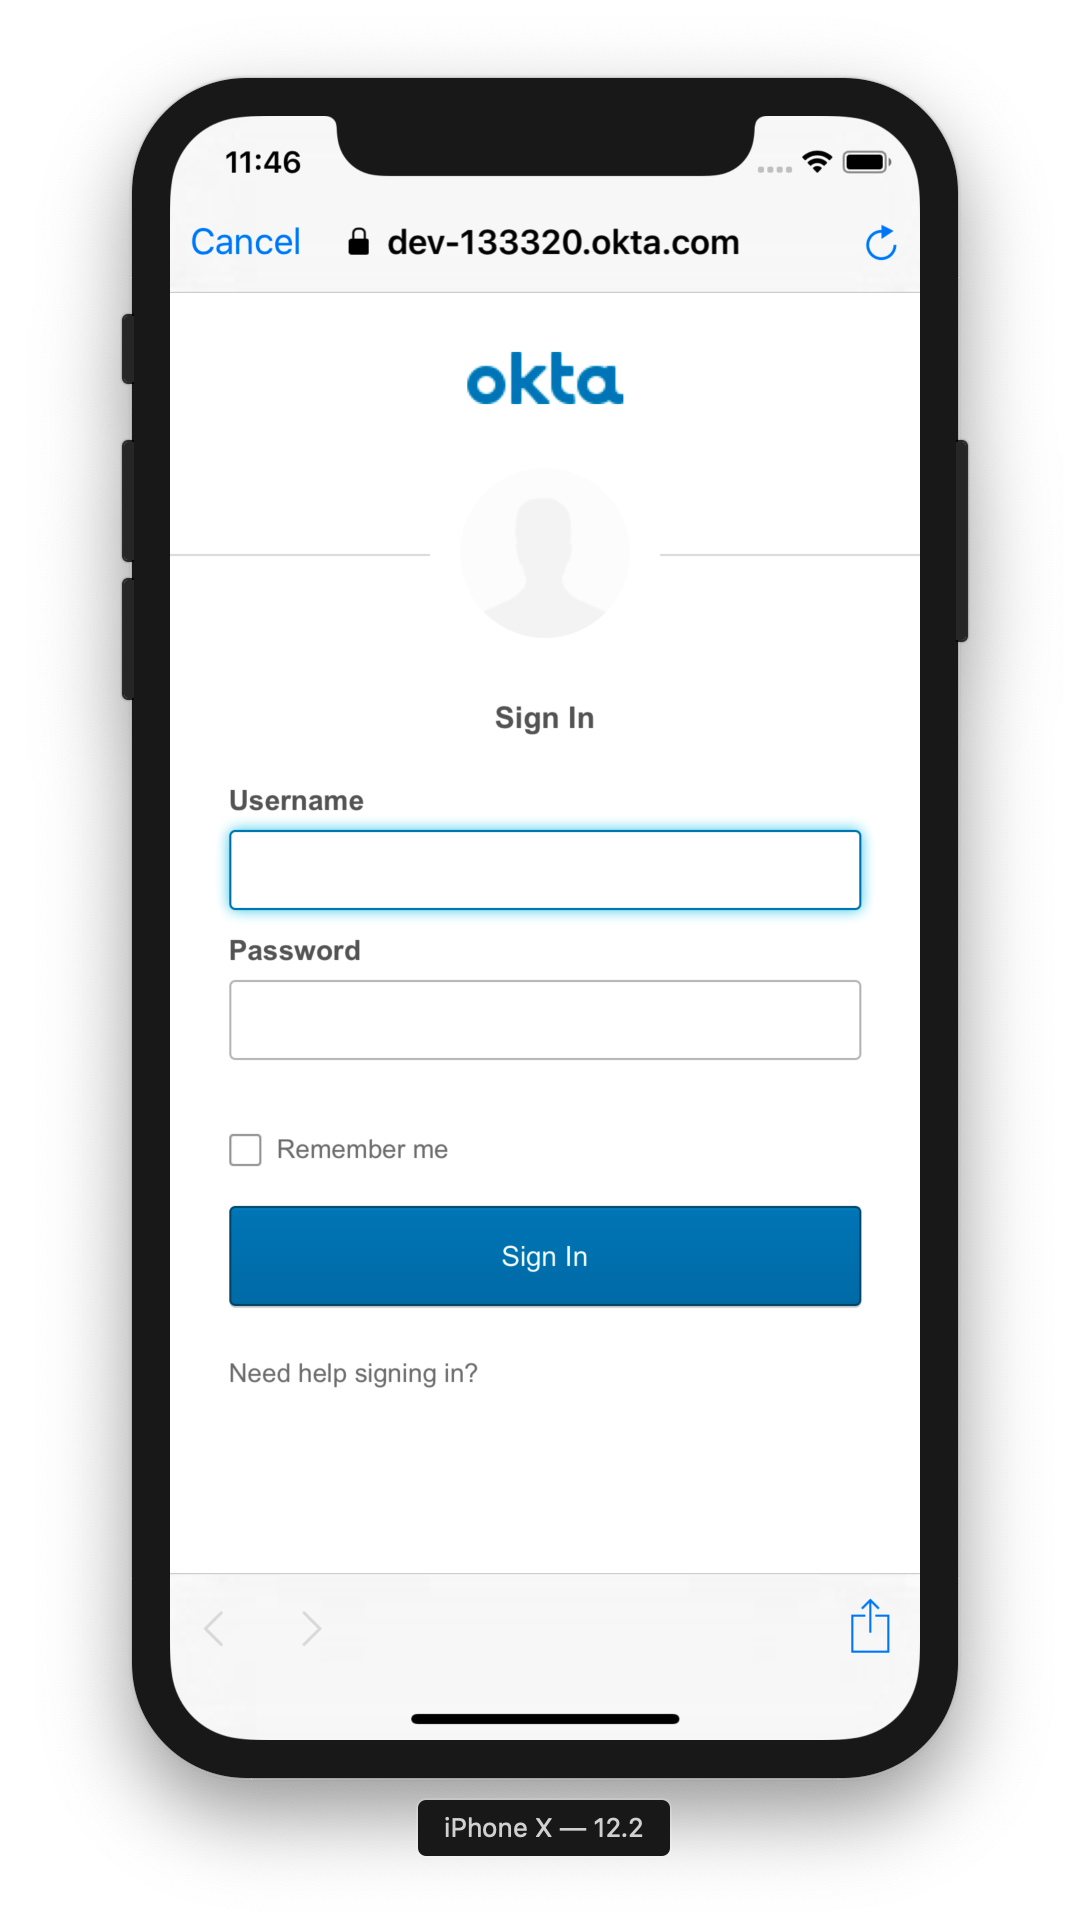 11:46
Cancel dev-133320.okta.com
okta
Sign In
Username
Password
Remember me
Sign In
Need help signing in?
iPhone X — 12.2